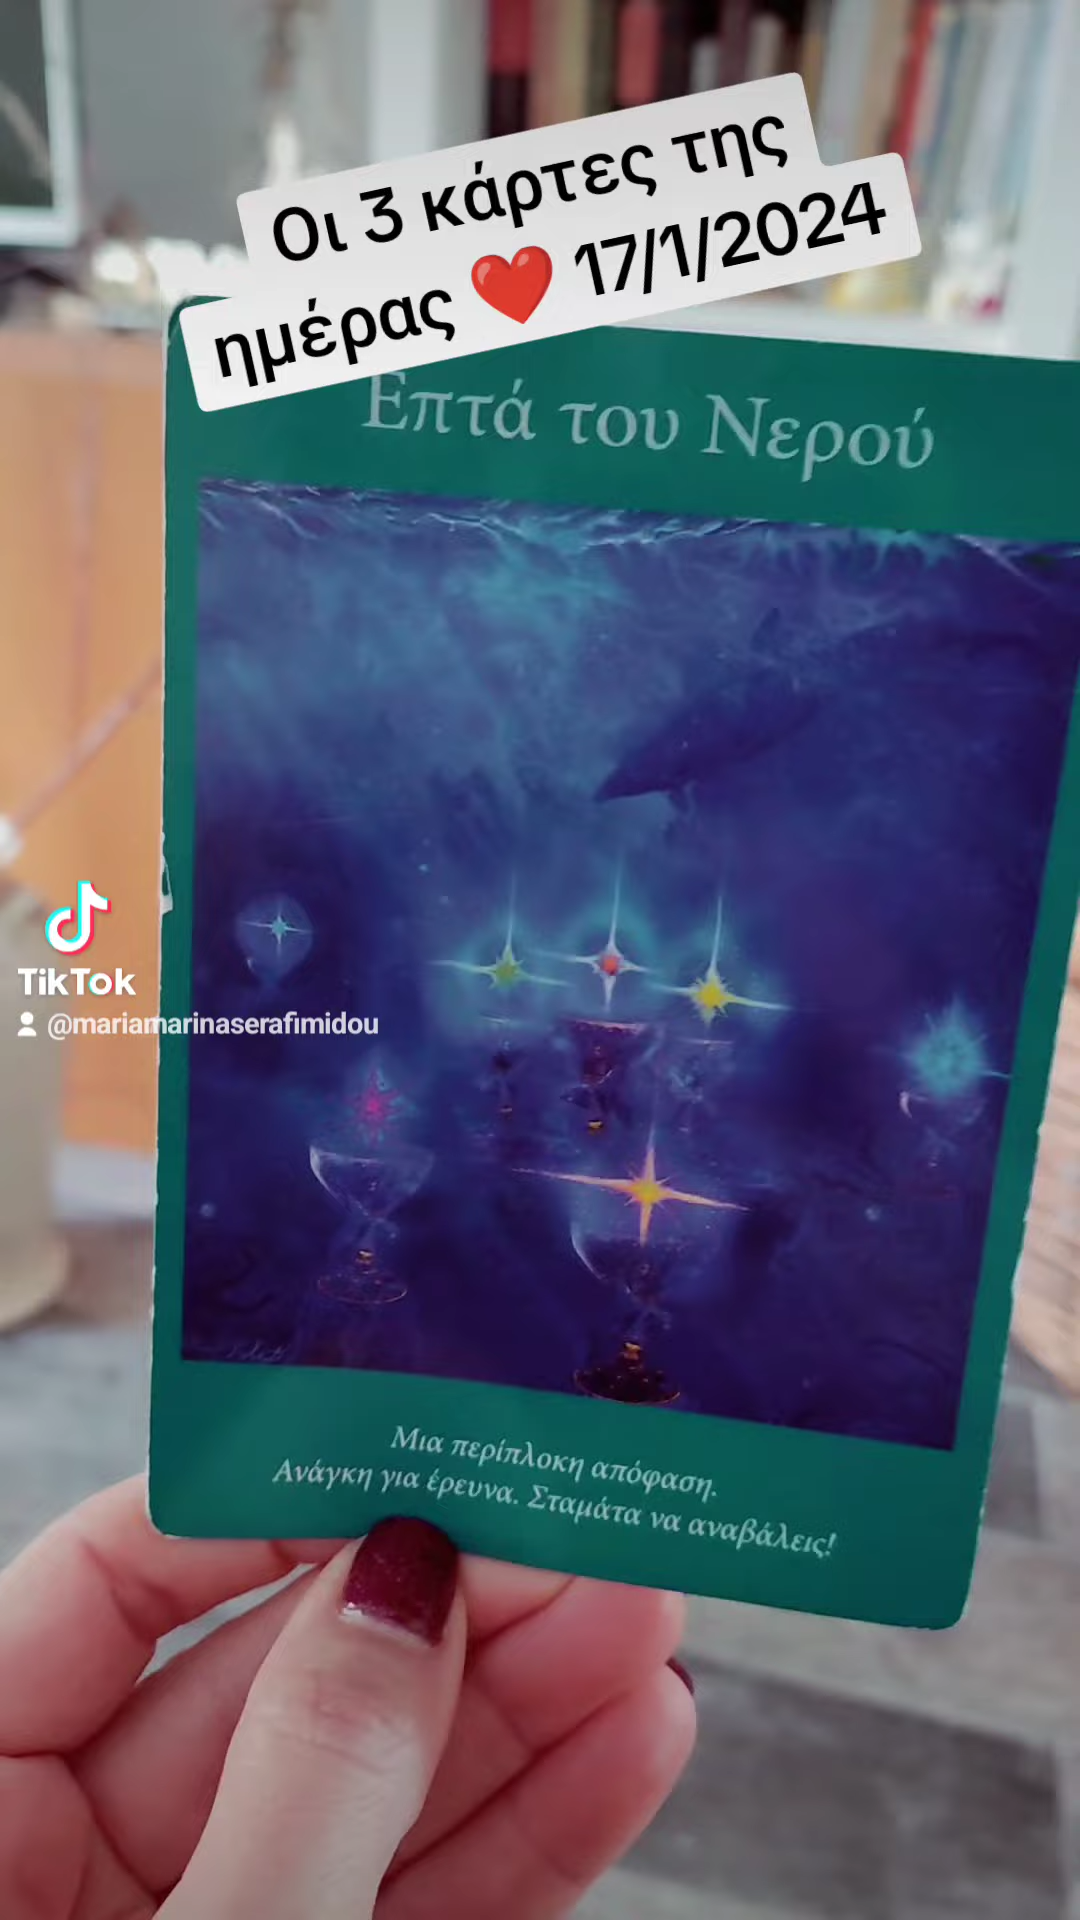 Οι 3 κάρτες της
ημέρας ❤️ 17/1/2024
Επτά του Νερού
TikTok
@mariamarinaserafimidou
Μια περίπλοκη απόφαση.
Ανάγκη για έρευνα. Σταμάτα να αναβάλεις!